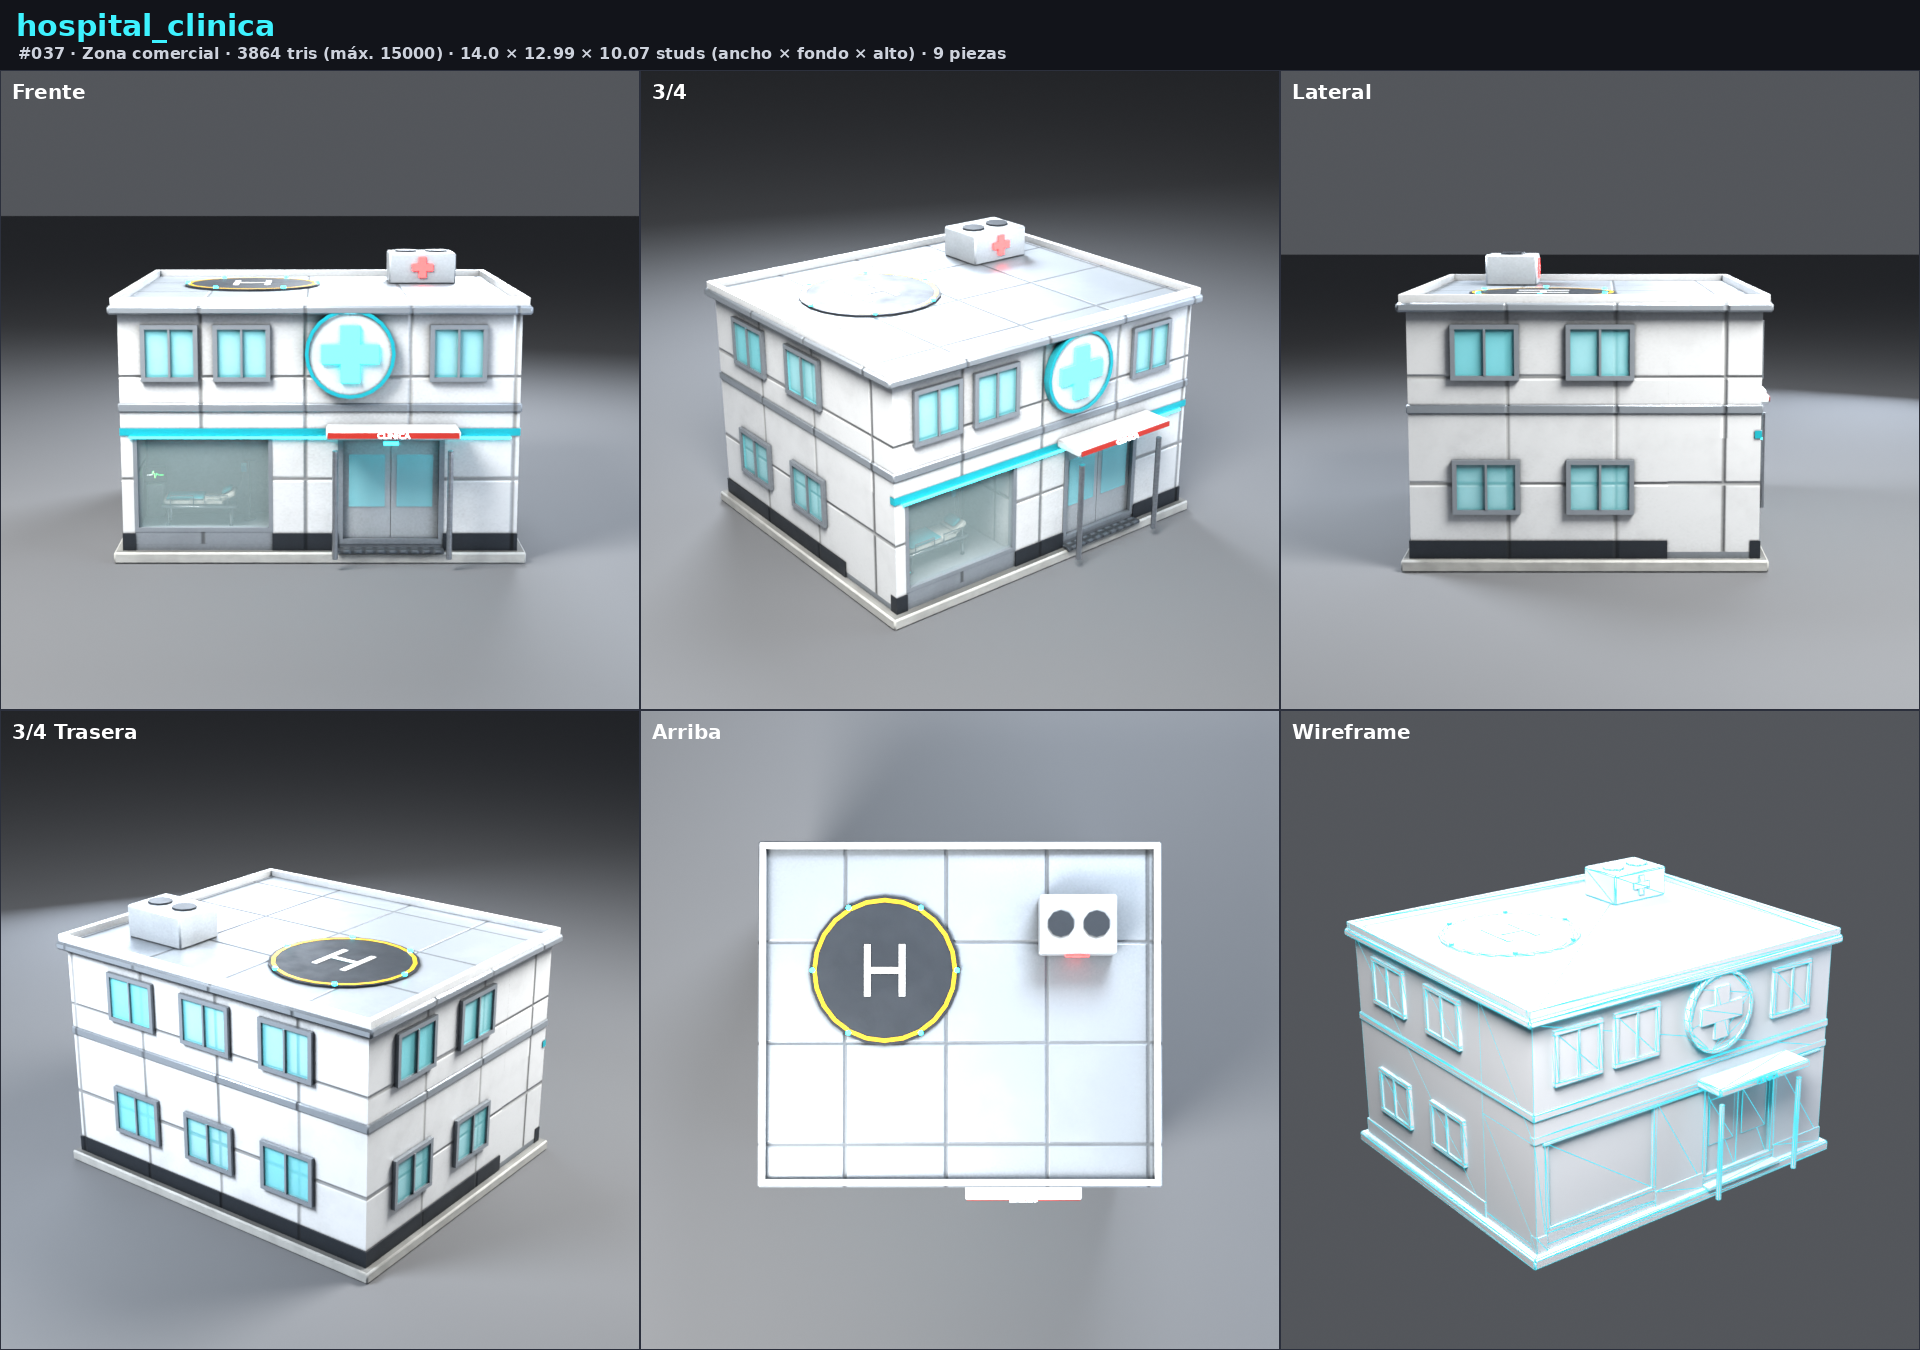 hospital_clinica
#037 · Zona comercial · 3864 tris (máx. 15000) · 14.0 × 12.99 × 10.07 studs (ancho × fondo × alto) · 9 piezas
Frente
3/4
Lateral
H
CLINICA
3/4 Trasera
Arriba
Wireframe
H
H